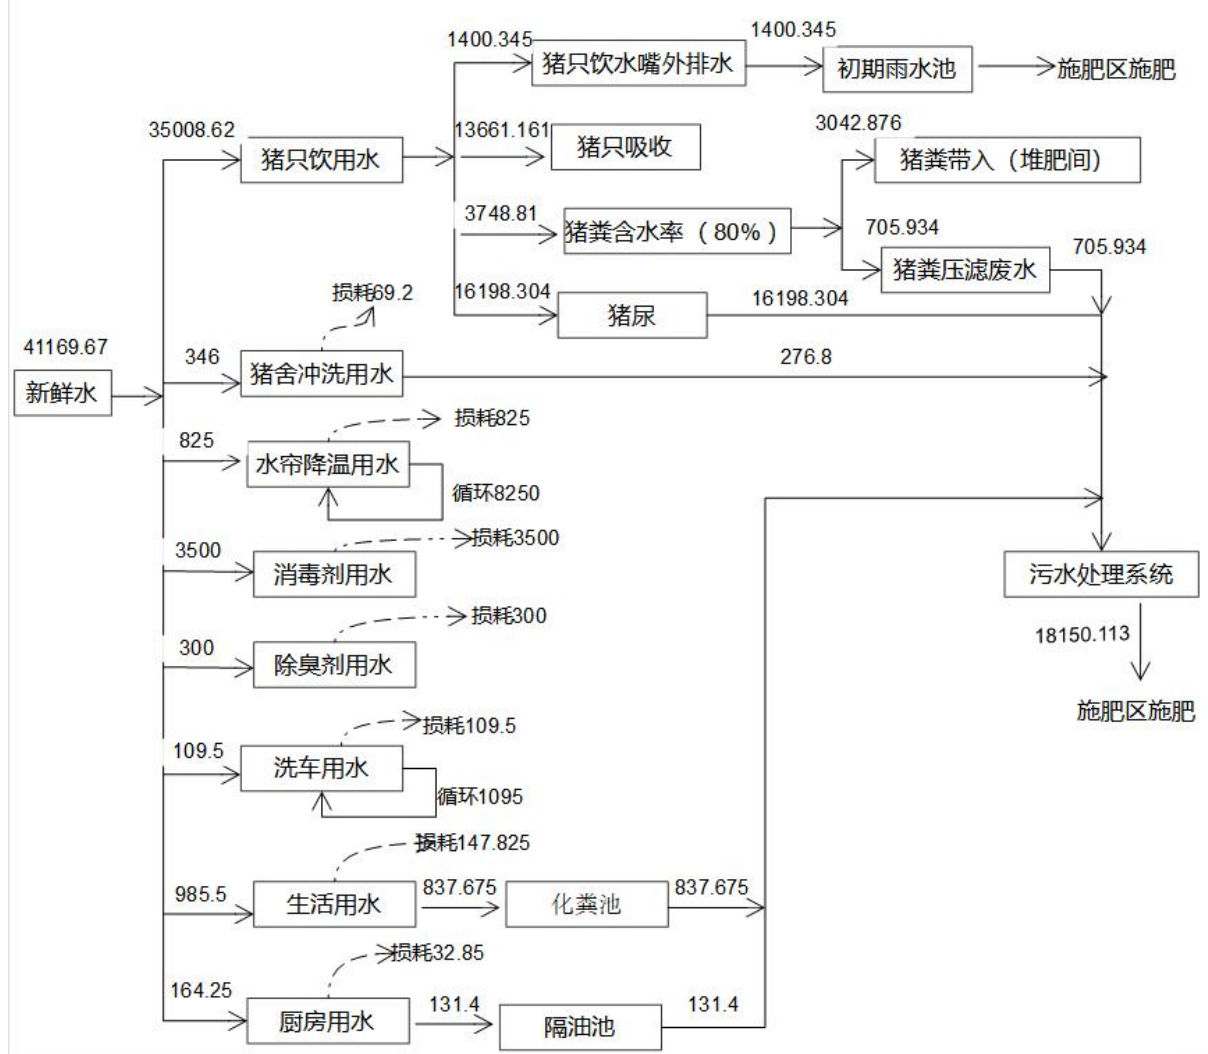 1400.345
1400.345
猪只饮水嘴外排水
初期雨水池
施肥区施肥
35008.62
13661.161
3042.876
猪只饮用水
猪只吸收
猪粪带入（堆肥间）
3748.81
705.934
705.934
猪粪含水率（80%）
猪粪压滤废水
16198.304
16198.304
猪尿
损耗69.2
41169.67
346
276.8
新鲜水
猪舍冲洗用水
825
损耗825
水帘降温用水
循环8250
3500
损耗3500
消毒剂用水
污水处理系统
300
损耗300
18150.113
除臭剂用水
施肥区施肥
109.5
损耗109.5
洗车用水
循环1095
损耗147.825
985.5
837.675
837.675
生活用水
化粪池
损耗32.85
164.25
131.4
131.4
厨房用水
隔油池